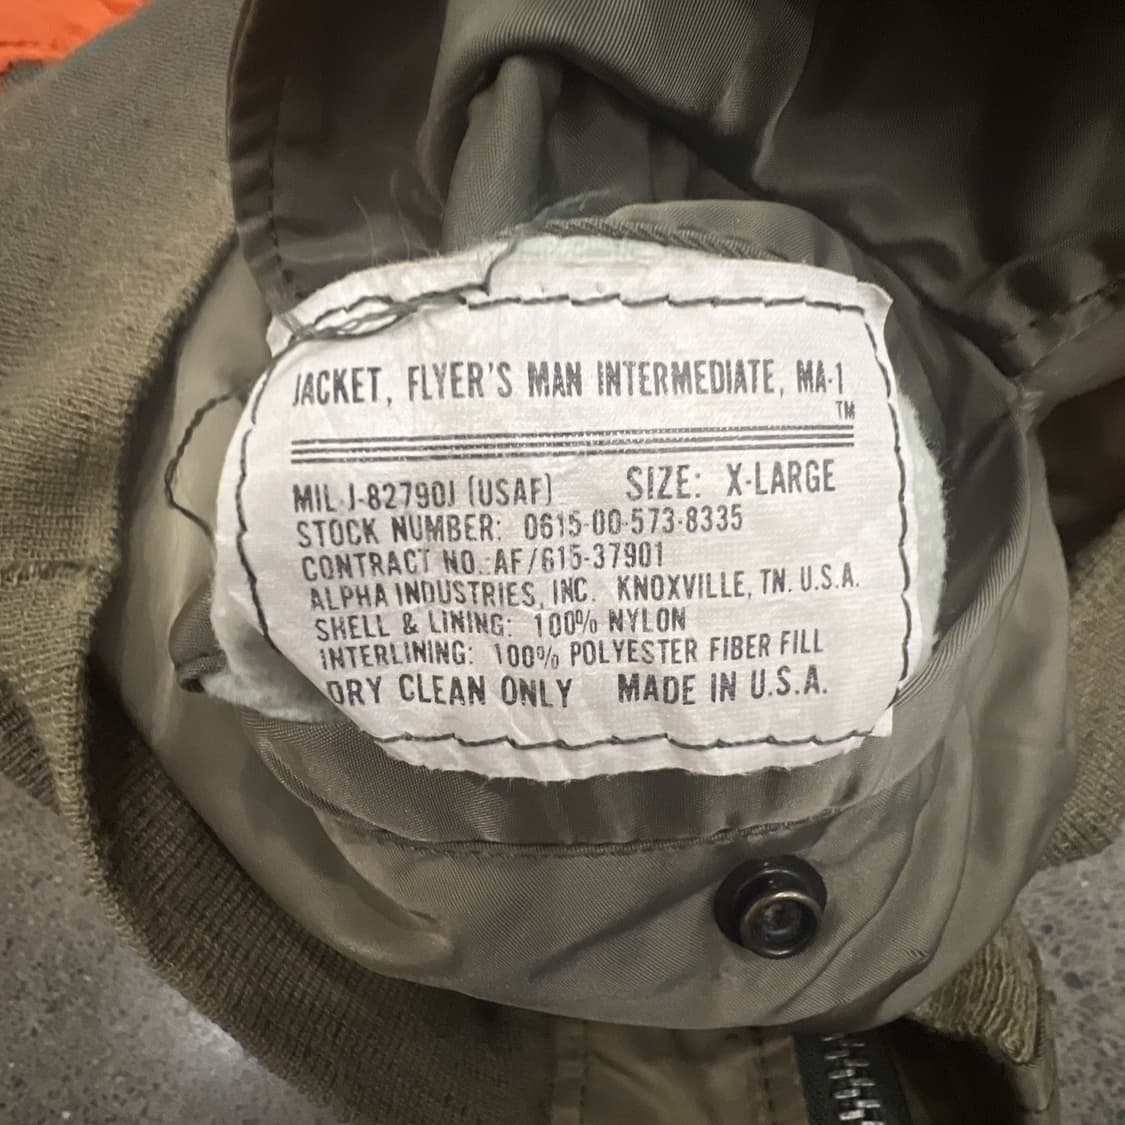 JACKET, FLYER'S MAN INTERMEDIATE, MA-1
TM
MIL-J-82790J (USAF) SIZE: X-LARGE
STOCK NUMBER: 0615-00-573-8335
CONTRACT NO.: AF/615-37901
ALPHA INDUSTRIES, INC. KNOXVILLE, TN. U.S.A.
SHELL & LINING: 100% NYLON
INTERLINING: 100% POLYESTER FIBER FILL
DRY CLEAN ONLY MADE IN U.S.A.